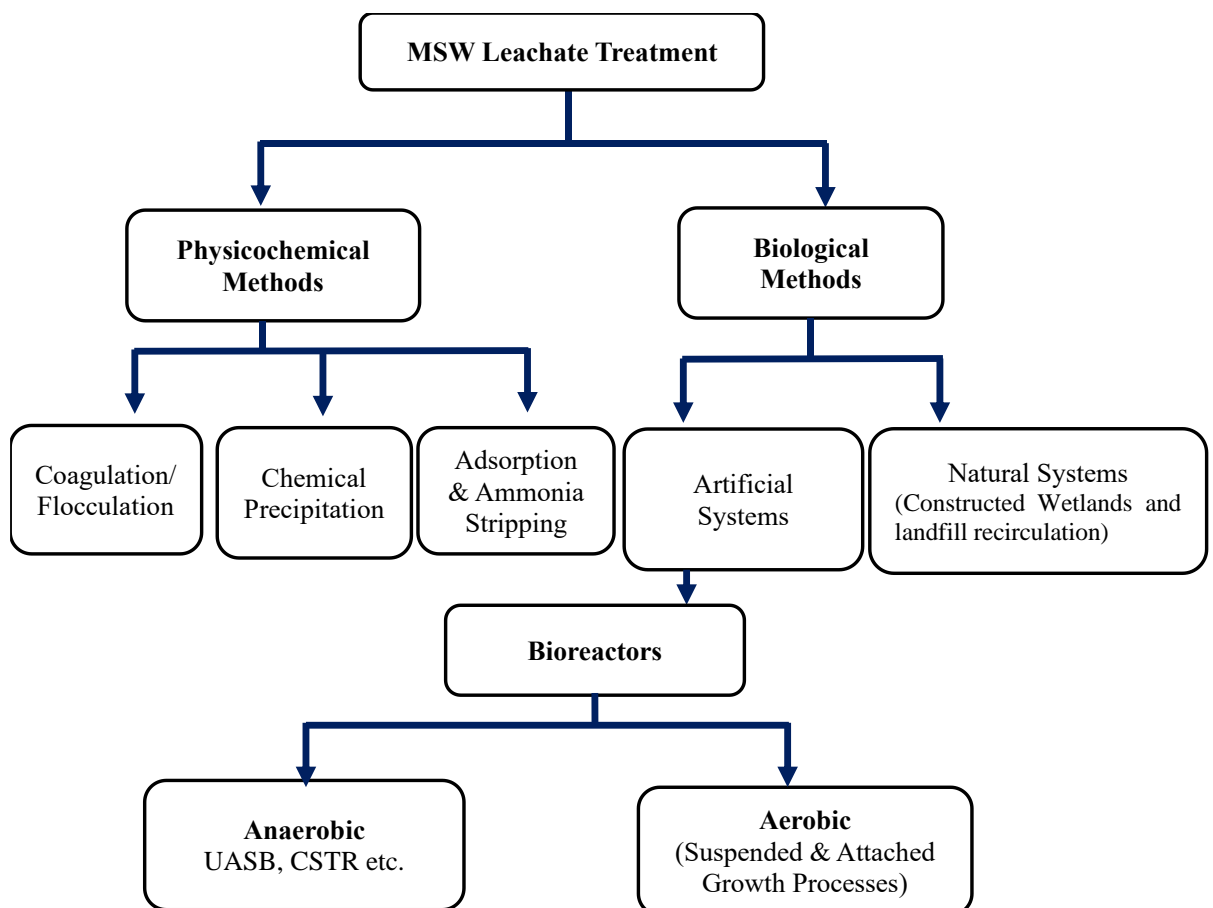 MSW Leachate Treatment
Physicochemical
Methods
Biological
Methods
Coagulation/
Flocculation
Chemical
Precipitation
Adsorption
& Ammonia
Stripping
Artificial
Systems
Natural Systems
(Constructed Wetlands and
landfill recirculation)
Bioreactors
Anaerobic
UASB, CSTR etc.
Aerobic
(Suspended & Attached
Growth Processes)